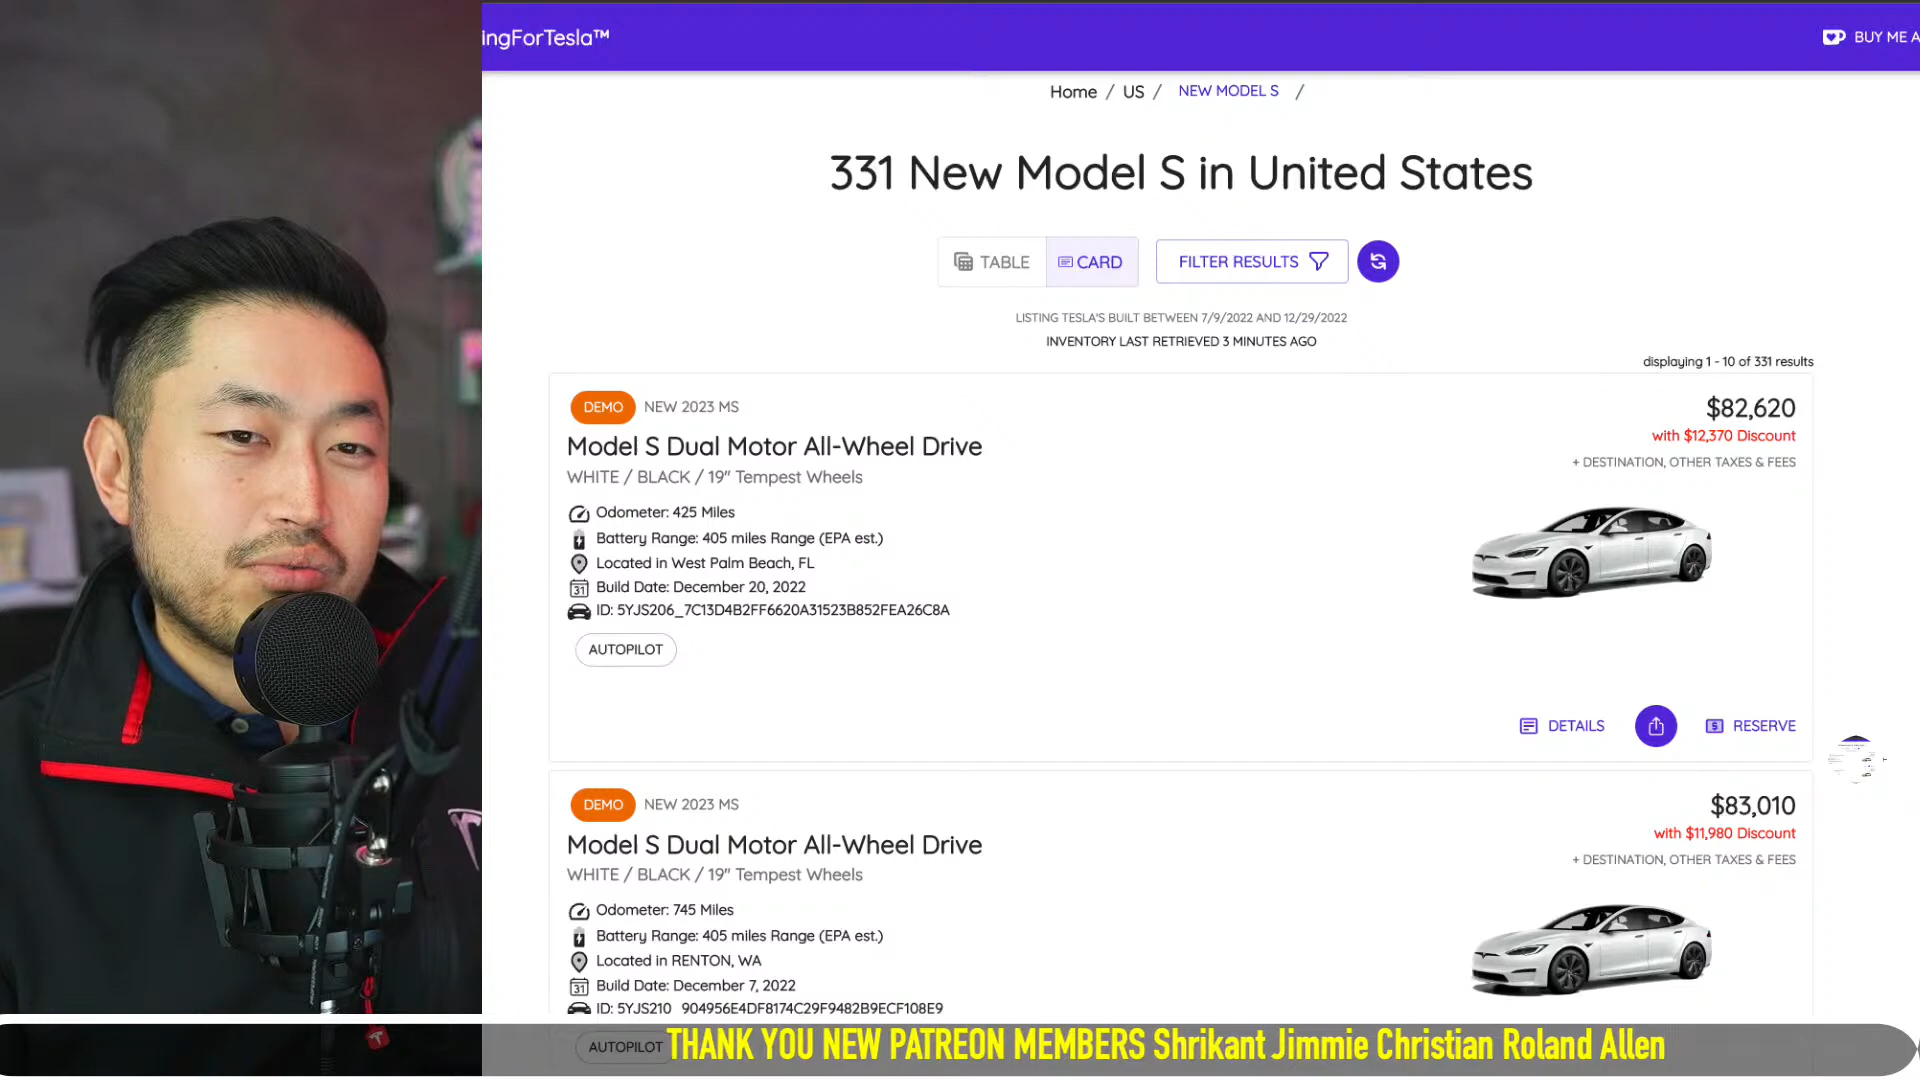 ingForTesla™
BUY ME A
Home / US / NEW MODEL S /
331 New Model S in United States
TABLE
CARD
FILTER RESULTS
LISTING TESLA'S BUILT BETWEEN 7/9/2022 AND 12/29/2022
INVENTORY LAST RETRIEVED 3 MINUTES AGO
displaying 1 - 10 of 331 results
DEMO NEW 2023 MS
$82,620
Model S Dual Motor All-Wheel Drive
with $12,370 Discount
WHITE / BLACK / 19" Tempest Wheels
+ DESTINATION, OTHER TAXES & FEES
Odometer: 425 Miles
Battery Range: 405 miles Range (EPA est.)
Located in West Palm Beach, FL
31 Build Date: December 20, 2022
ID: 5YJS206_7C13D4B2FF6620A31523B852FEA26C8A
AUTOPILOT
DETAILS
RESERVE
DEMO NEW 2023 MS
$83,010
Model S Dual Motor All-Wheel Drive
with $11,980 Discount
WHITE / BLACK / 19" Tempest Wheels
+ DESTINATION, OTHER TAXES & FEES
Odometer: 745 Miles
Battery Range: 405 miles Range (EPA est.)
Located in RENTON, WA
31 Build Date: December 7, 2022
ID: 5YJS210_904956E4DF8174C29F9482B9ECF108E9
AUTOPILOT
THANK YOU NEW PATREON MEMBERS Shrikant Jimmie Christian Roland Allen